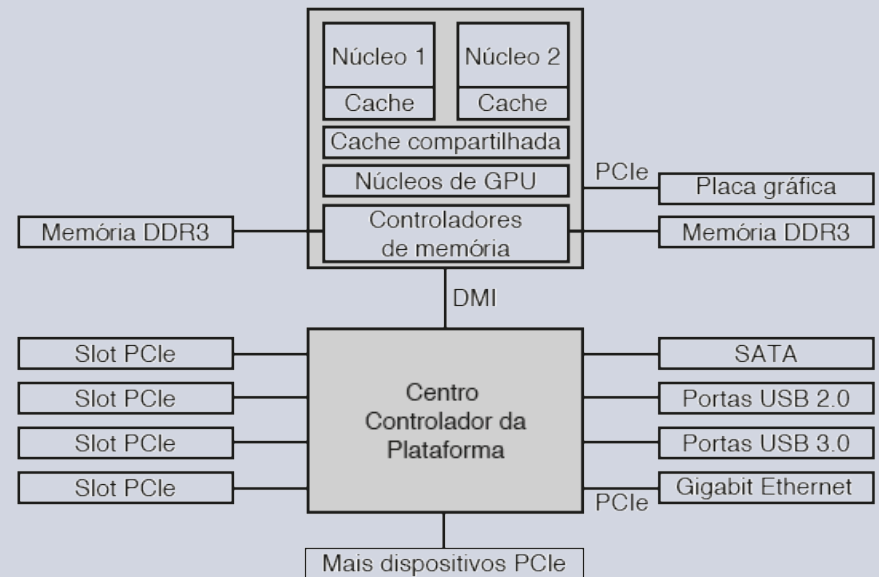 Núcleo 1
Núcleo 2
Cache
Cache
Cache compartilhada
Núcleos de GPU
PCIe
Placa gráfica
Memória DDR3
Controladores
de memória
Memória DDR3
DMI
Slot PCIe
Slot PCIe
Slot PCIe
Slot PCIe
Centro
Controlador da
Plataforma
SATA
Portas USB 2.0
Portas USB 3.0
PCIe
Gigabit Ethernet
Mais dispositivos PCIe